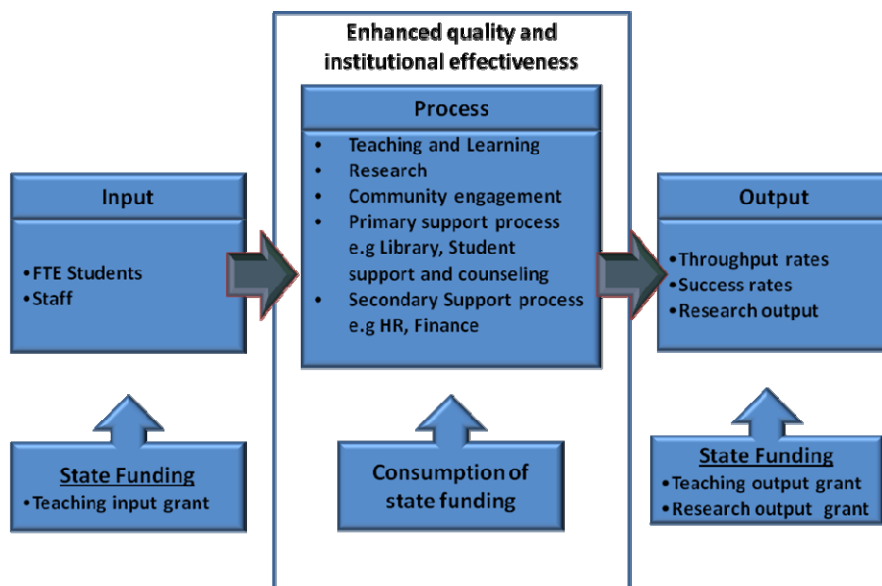 Enhanced quality and
institutional effectiveness
Process
• Teaching and Learning
• Research
• Community engagement
• Primary support process
e.g Library, Student
support and counseling
• Secondary Support process
e.g HR, Finance
Input
•FTE Students
•Staff
Output
•Throughput rates
•Success rates
•Research output
State Funding
•Teaching input grant
Consumption of
state funding
State Funding
•Teaching output grant
•Research output grant